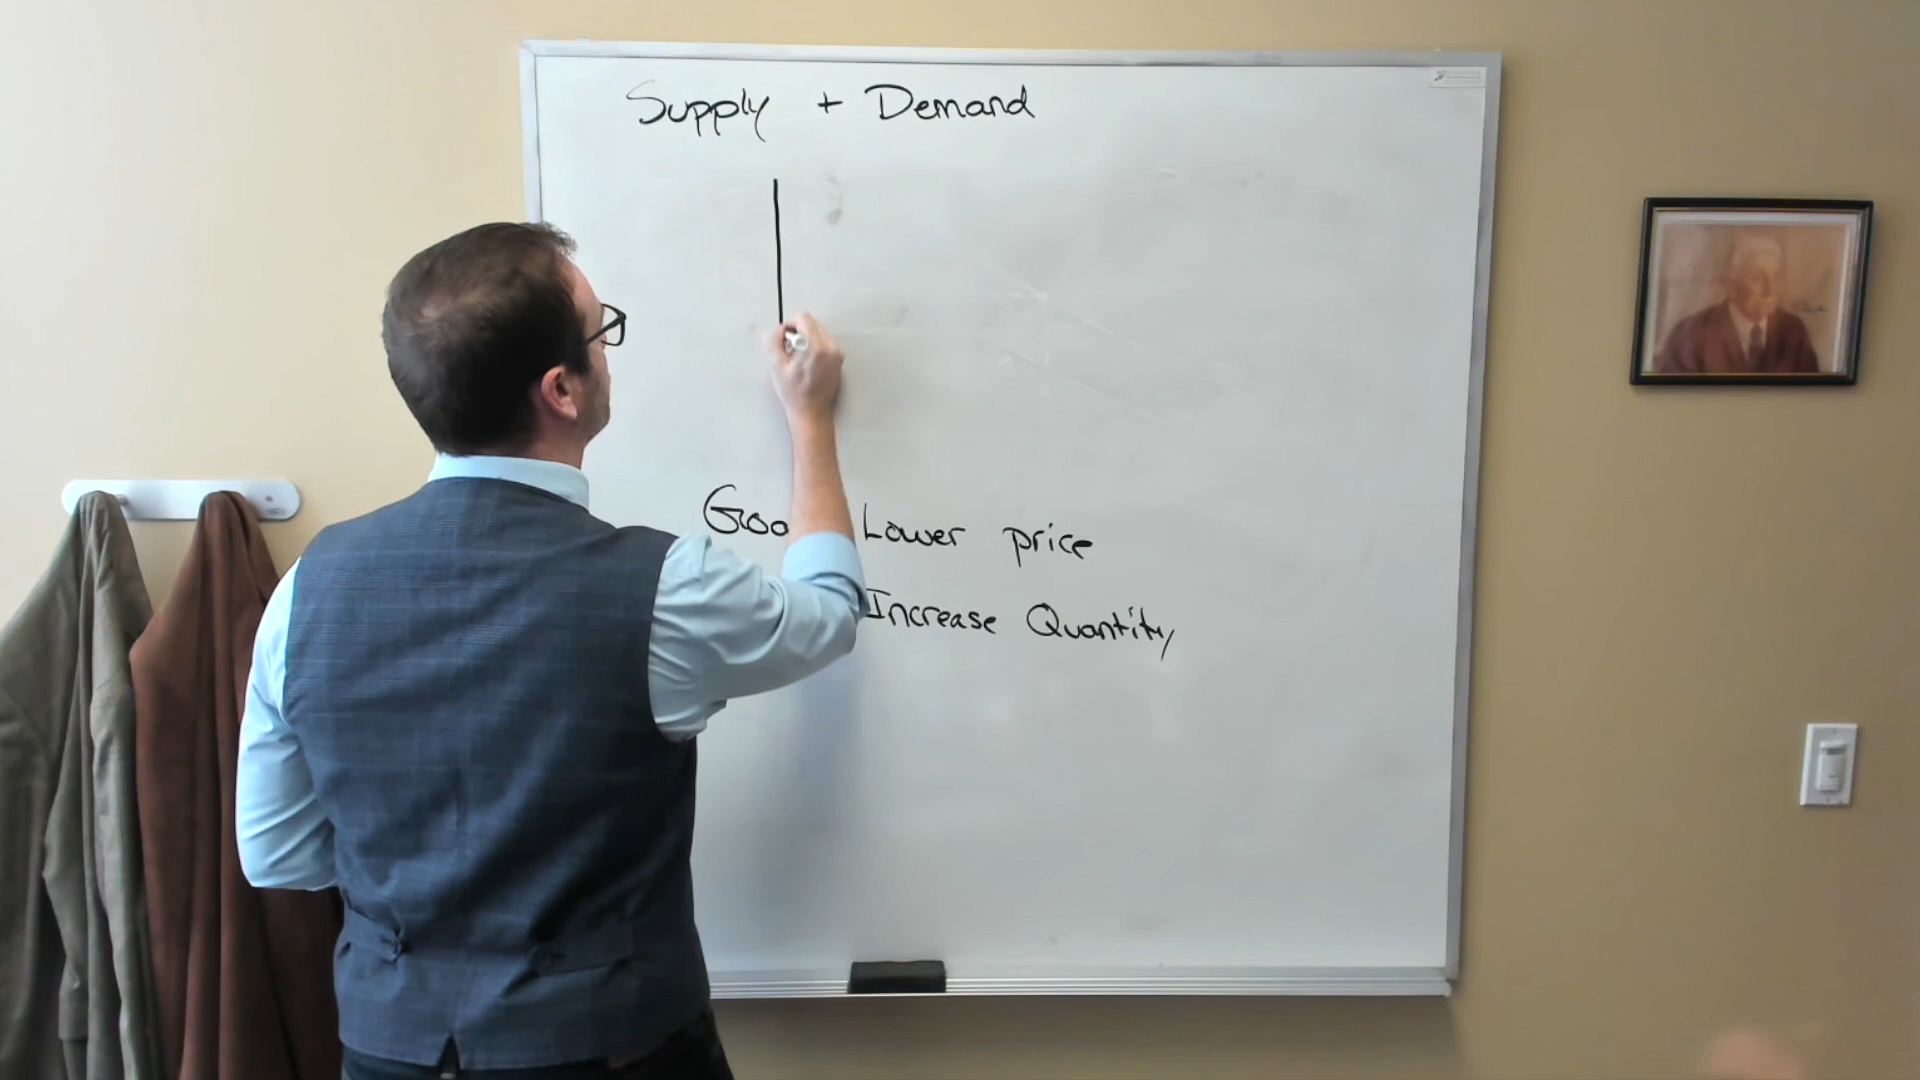 Supply + Demand
Lower price
Increase Quantity